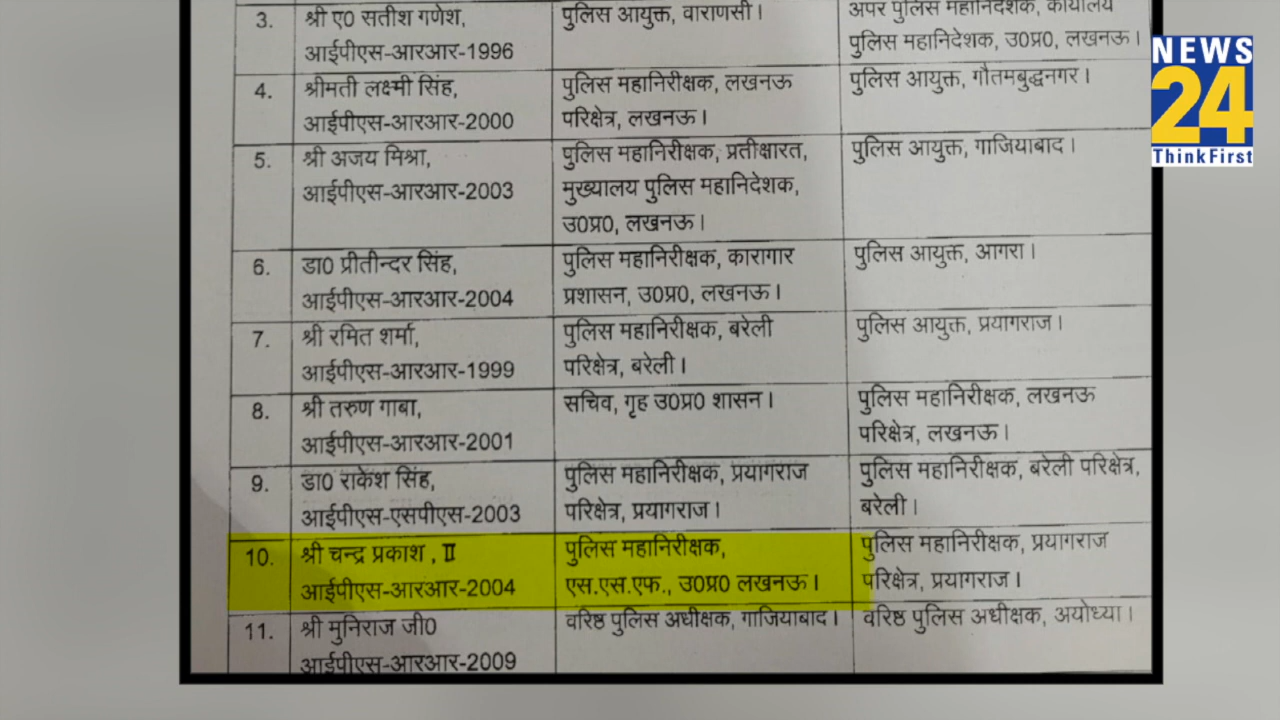 3. श्री ए0 सतीश गणेश, पुलिस आयुक्त, वाराणसी। अपर पुलिस महानिदेशक, कार्यालय
आईपीएस-आरआर-1996 पुलिस महानिदेशक, उ0प्र0, लखनऊ।
4. श्रीमती लक्ष्मी सिंह, पुलिस महानिरीक्षक, लखनऊ पुलिस आयुक्त, गौतमबुद्धनगर।
आईपीएस-आरआर-2000 परिक्षेत्र, लखनऊ।
5. श्री अजय मिश्रा, पुलिस महानिरीक्षक, प्रतीक्षारत, पुलिस आयुक्त, गाजियाबाद।
आईपीएस-आरआर-2003 मुख्यालय पुलिस महानिदेशक,
उ0प्र0, लखनऊ।
6. डा0 प्रीतीन्दर सिंह, पुलिस महानिरीक्षक, कारागार पुलिस आयुक्त, आगरा।
आईपीएस-आरआर-2004 प्रशासन, उ0प्र0, लखनऊ।
7. श्री रमित शर्मा, पुलिस महानिरीक्षक, बरेली पुलिस आयुक्त, प्रयागराज।
आईपीएस-आरआर-1999 परिक्षेत्र, बरेली।
8. श्री तरुण गाबा, सचिव, गृह उ0प्र0 शासन। पुलिस महानिरीक्षक, लखनऊ
आईपीएस-आरआर-2001 परिक्षेत्र, लखनऊ।
9. डा0 राकेश सिंह, पुलिस महानिरीक्षक, प्रयागराज पुलिस महानिरीक्षक, बरेली परिक्षेत्र,
आईपीएस-एसपीएस-2003 परिक्षेत्र, प्रयागराज। बरेली।
10. श्री चन्द्र प्रकाश , II पुलिस महानिरीक्षक, पुलिस महानिरीक्षक, प्रयागराज
आईपीएस-आरआर-2004 एस.एस.एफ., उ0प्र0 लखनऊ। परिक्षेत्र, प्रयागराज।
11. श्री मुनिराज जी0 वरिष्ठ पुलिस अधीक्षक, गाजियाबाद। वरिष्ठ पुलिस अधीक्षक, अयोध्या।
आईपीएस-आरआर-2009
NEWS
24
ThinkFirst